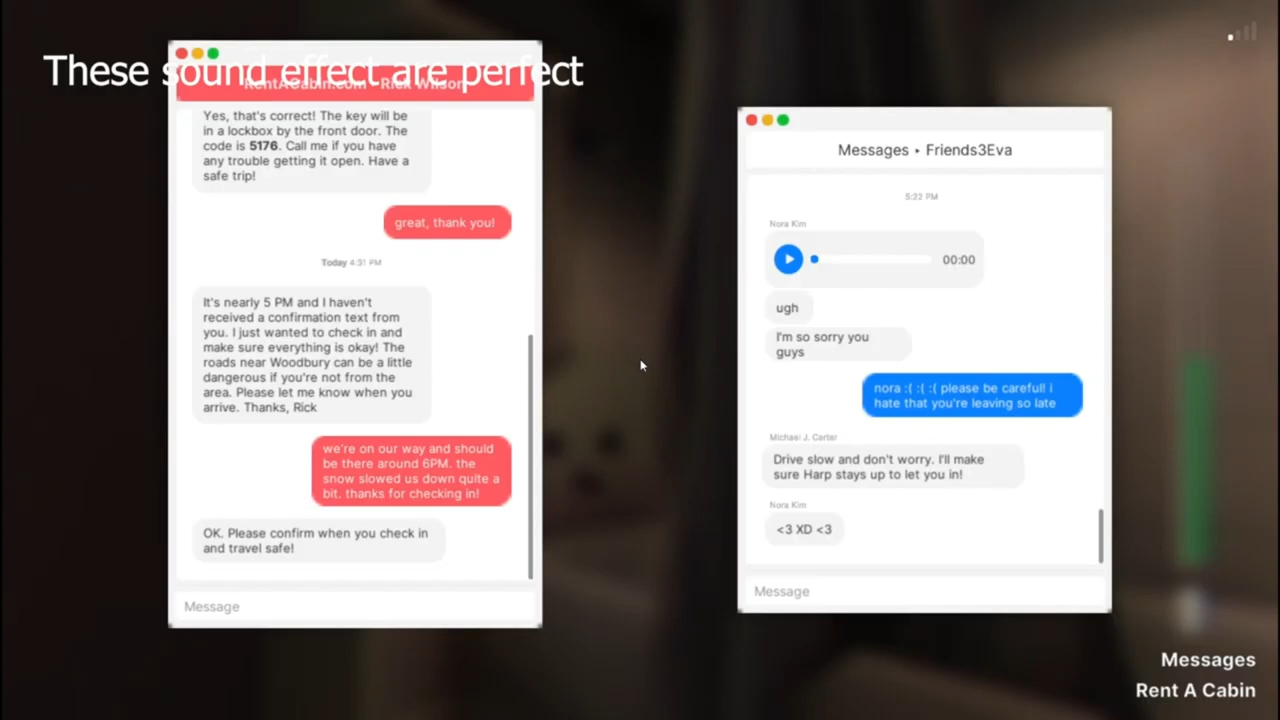 These sound effect are perfect
RentACabin.com ‣ Rick Wilson
Yes, that's correct! The key will be
in a lockbox by the front door. The
code is 5176. Call me if you have
any trouble getting it open. Have a
safe trip!
great, thank you!
Today 4:31 PM
It's nearly 5 PM and I haven't
received a confirmation text from
you. I just wanted to check in and
make sure everything is okay! The
roads near Woodbury can be a little
dangerous if you're not from the
area. Please let me know when you
arrive. Thanks, Rick
we're on our way and should
be there around 6PM. the
snow slowed us down quite a
bit. thanks for checking in!
OK. Please confirm when you check in
and travel safe!
Message
Messages ‣ Friends3Eva
5:22 PM
Nora Kim
00:00
ugh
I'm so sorry you
guys
nora :( :( :( please be careful! i
hate that you're leaving so late
Michael J. Carter
Drive slow and don't worry. I'll make
sure Harp stays up to let you in!
Nora Kim
<3 XD <3
Message
Messages
Rent A Cabin